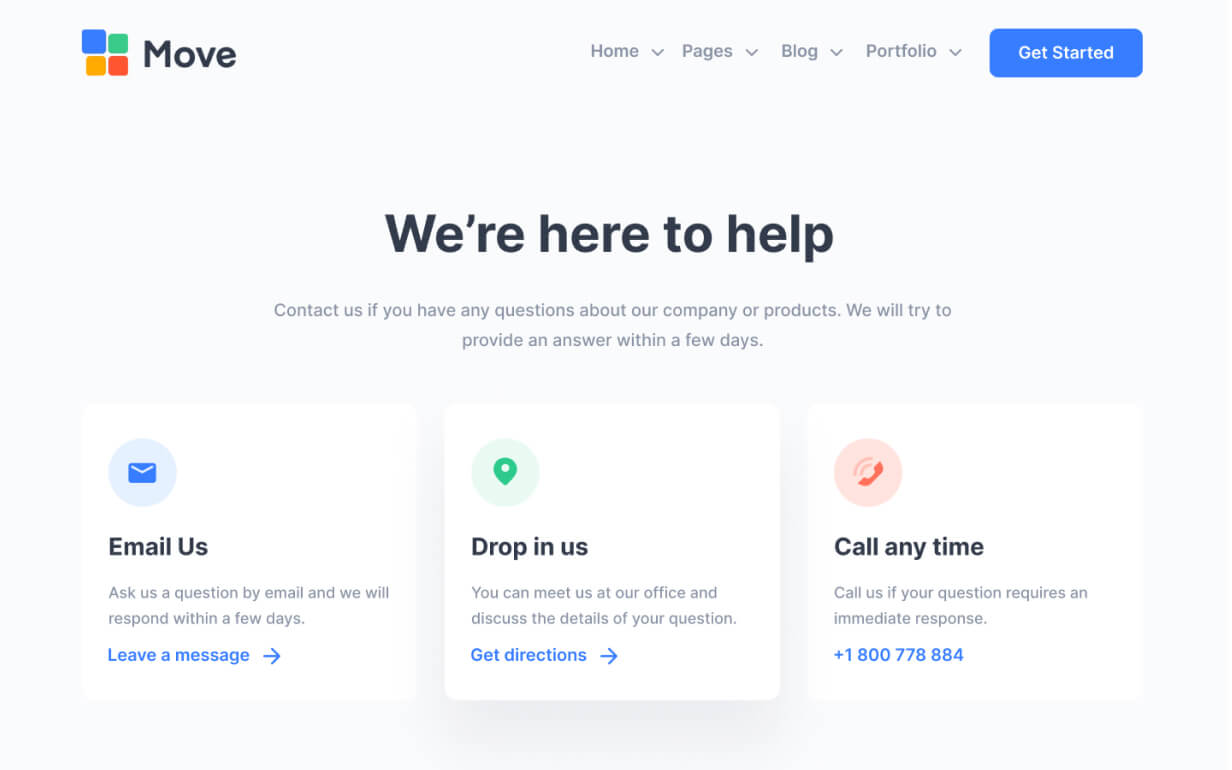 Move
Home Pages Blog Portfolio Get Started
We’re here to help
Contact us if you have any questions about our company or products. We will try to
provide an answer within a few days.
Email Us
Ask us a question by email and we will
respond within a few days.
Leave a message
Drop in us
You can meet us at our office and
discuss the details of your question.
Get directions
Call any time
Call us if your question requires an
immediate response.
+1 800 778 884